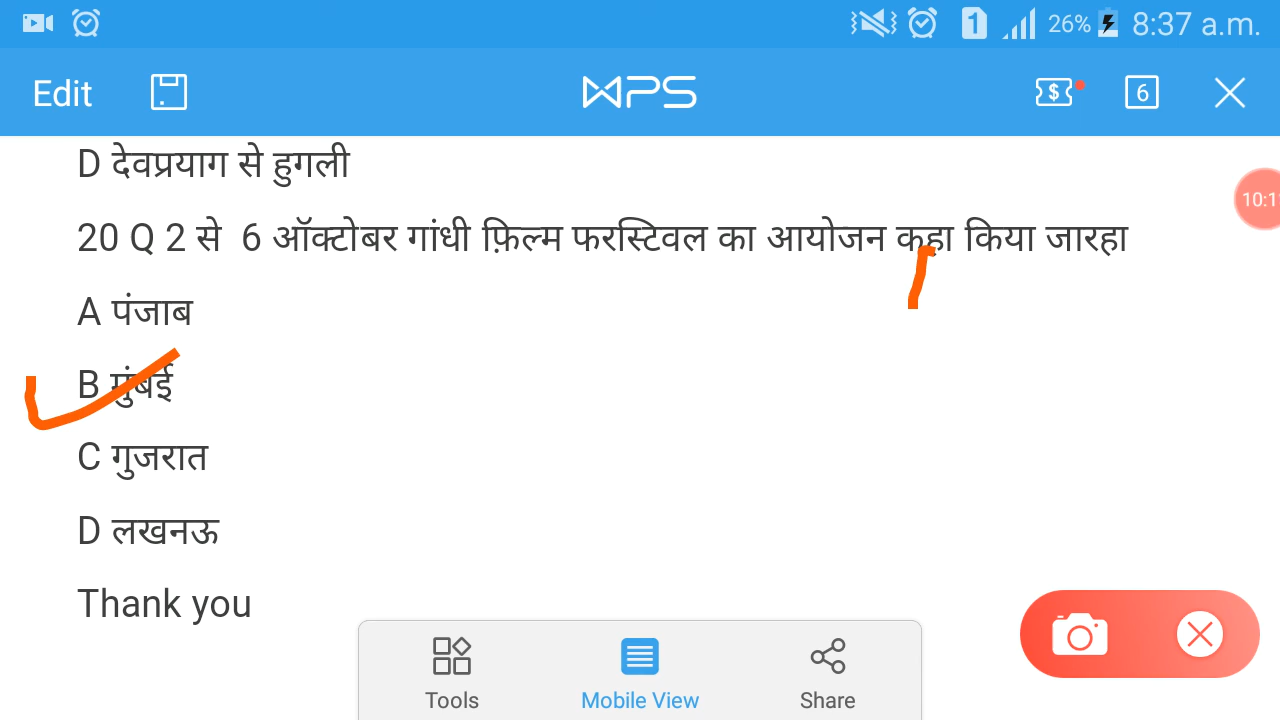 26% 8:37 a.m.
Edit WPS 6
D देवप्रयाग से हुगली
10:1
20 Q 2 से 6 ऑक्टोबर गांधी फ़िल्म फरस्टिवल का आयोजन कहा किया जारहा
A पंजाब
B मुंबई
C गुजरात
D लखनऊ
Thank you
Tools Mobile View Share